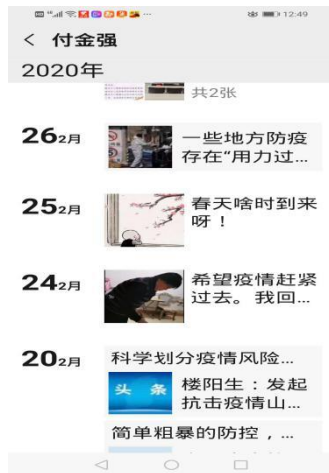 12:49
付金强
2020年
共2张
26 2月
一些地方防疫
存在“用力过...
25 2月
春天啥时到来
呀！
24 2月
希望疫情赶紧
过去。我回...
20 2月
科学划分疫情风险...
头 条
楼阳生：发起
抗击疫情山...
简单粗暴的防控，...